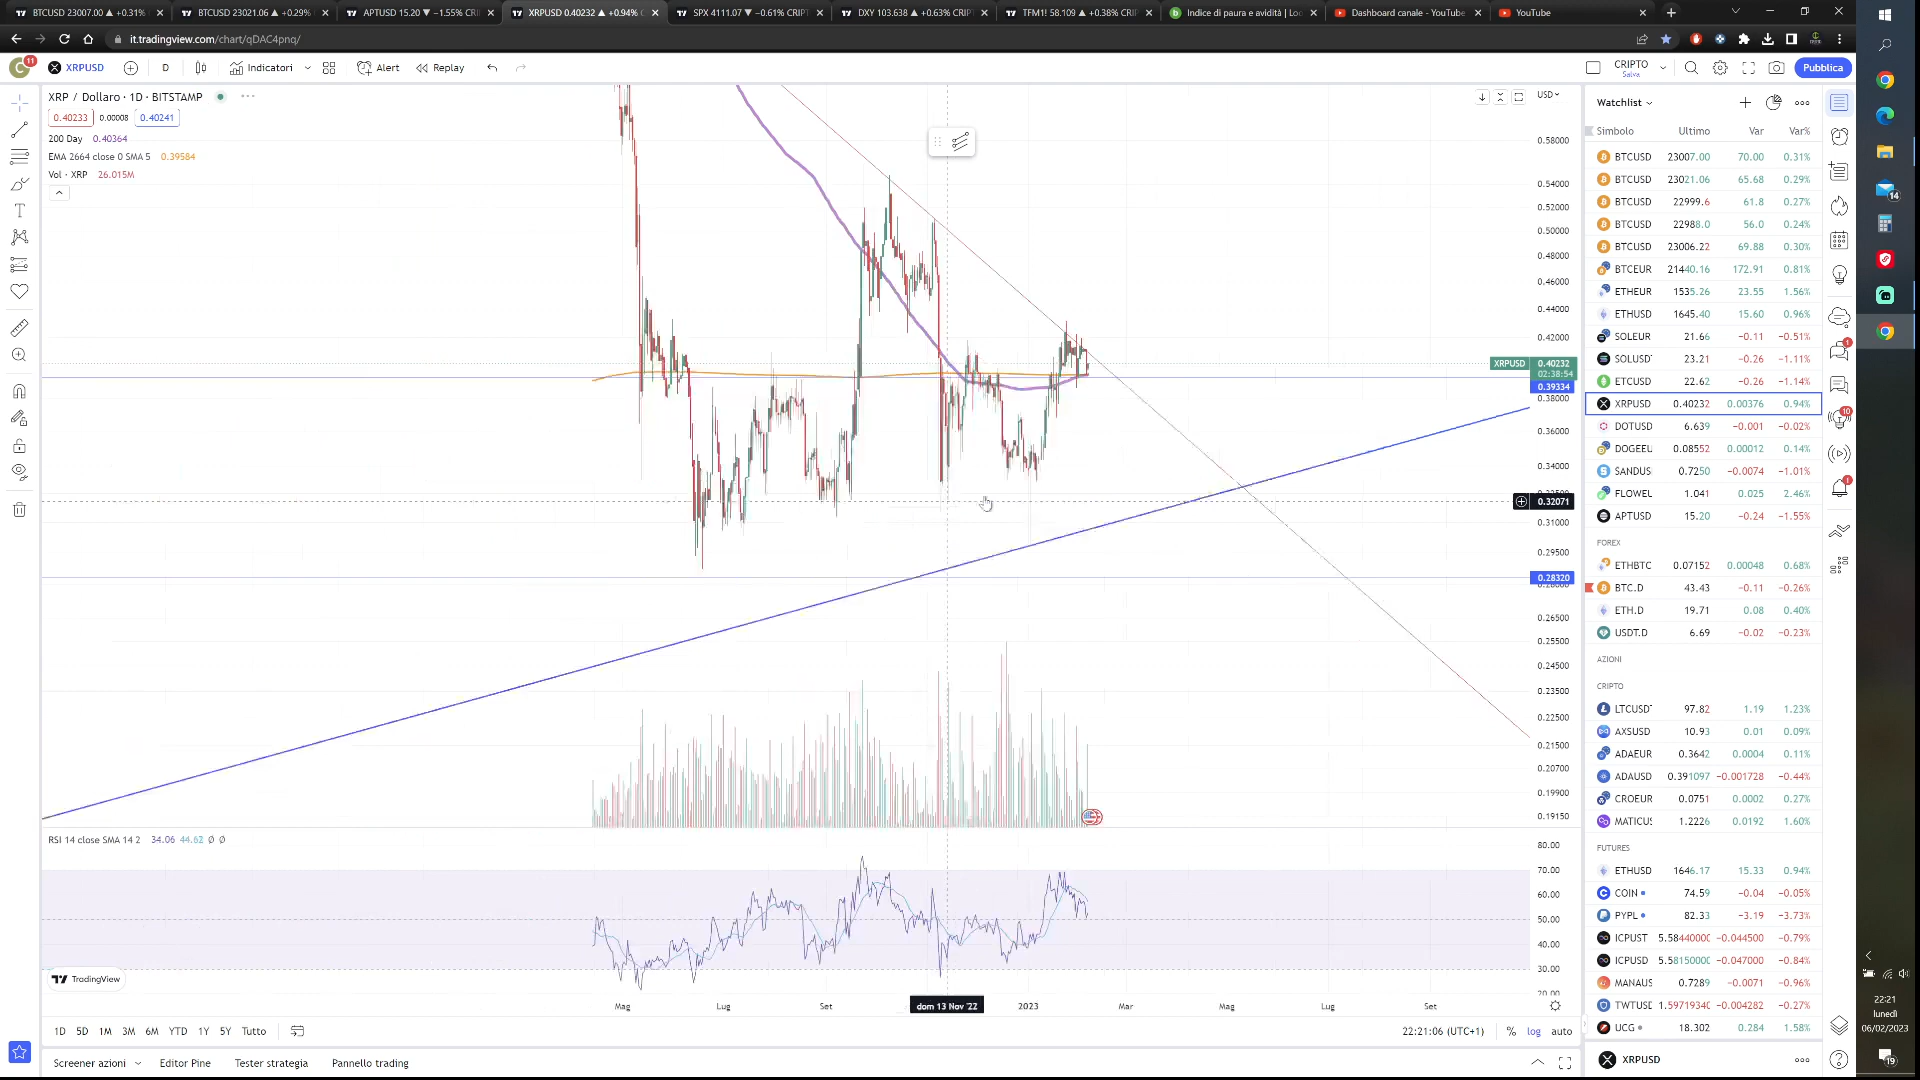 BTCUSD 23007.00 ▲ +0.31%
BTCUSD 23021.06 ▲ +0.29%
APTUSD 15.20 ▼ −1.55% CRIPT
XRPUSD 0.40232 ▲ +0.94% C
SPX 4111.07 ▼ −0.61% CRIPT
DXY 103.638 ▲ +0.63% CRIPT
TFM1! 58.109 ▲ +0.38% CRIP
Indice di paura e avidità | Loo
Dashboard canale - YouTube
YouTube
it.tradingview.com/chart/qDAC4pnq/
11
XRPUSD
D
Indicatori
Alert
Replay
CRIPTO
Salva
Pubblica
XRP / Dollaro · 1D · BITSTAMP
0.40233
0.00008
0.40241
200 Day 0.40364
EMA 2664 close 0 SMA 5 0.39584
Vol · XRP 26.015M
USD
0.58000
0.54000
0.52000
0.50000
0.48000
0.46000
0.44000
0.42000
XRPUSD 0.40232
02:38:54
0.39334
0.38000
0.36000
0.34000
0.32071
0.31000
0.29500
0.28320
0.26500
0.25500
0.24500
0.23500
0.22500
0.21500
0.20700
0.19900
0.19150
RSI 14 close SMA 14 2 34.06 44.62 Ø Ø
80.00
70.00
60.00
50.00
40.00
30.00
20.00
TradingView
Mag
Lug
Set
dom 13 Nov '22
2023
Mar
Mag
Lug
Set
1D 5D 1M 3M 6M YTD 1Y 5Y Tutto
22:21:06 (UTC+1)
% log auto
Screener azioni
Editor Pine
Tester strategia
Pannello trading
Watchlist
Simbolo Ultimo Var Var%
BTCUSD 23007.00 70.00 0.31%
BTCUSD 23021.06 65.68 0.29%
BTCUSD 22999.6 61.8 0.27%
BTCUSD 22988.0 56.0 0.24%
BTCUSD 23006.22 69.88 0.30%
BTCEUR 21440.16 172.91 0.81%
ETHEUR 1535.26 23.55 1.56%
ETHUSD 1645.40 15.60 0.96%
SOLEUR 21.66 −0.11 −0.51%
SOLUSD 23.21 −0.26 −1.11%
ETCUSD 22.62 −0.26 −1.14%
XRPUSD 0.40232 0.00376 0.94%
DOTUSD 6.639 −0.001 −0.02%
DOGEEU 0.08552 0.00012 0.14%
SANDUS 0.7250 −0.0074 −1.01%
FLOWEL 1.041 0.025 2.46%
APTUSD 15.20 −0.24 −1.55%
FOREX
ETHBTC 0.07152 0.00048 0.68%
BTC.D 43.43 −0.11 −0.26%
ETH.D 19.71 0.08 0.40%
USDT.D 6.69 −0.02 −0.23%
AZIONI
CRIPTO
LTCUSD 97.82 1.19 1.23%
AXSUSD 10.93 0.01 0.09%
ADAEUR 0.3642 0.0004 0.11%
ADAUSD 0.391097 −0.001728 −0.44%
CROEUR 0.0751 0.0002 0.27%
MATICUS 1.2226 0.0192 1.60%
FUTURES
ETHUSD 1646.17 15.33 0.94%
COIN 74.59 −0.04 −0.05%
PYPL 82.33 −3.19 −3.73%
ICPUST 5.5844000 −0.044500 −0.79%
ICPUSD 5.5815000 −0.047000 −0.84%
MANAUS 0.7289 −0.0071 −0.96%
TWTUSD 1.5971934 −0.004282 −0.27%
UCG 18.302 0.284 1.58%
XRPUSD
1
10
1
14
22:21
lunedì
06/02/2023
19